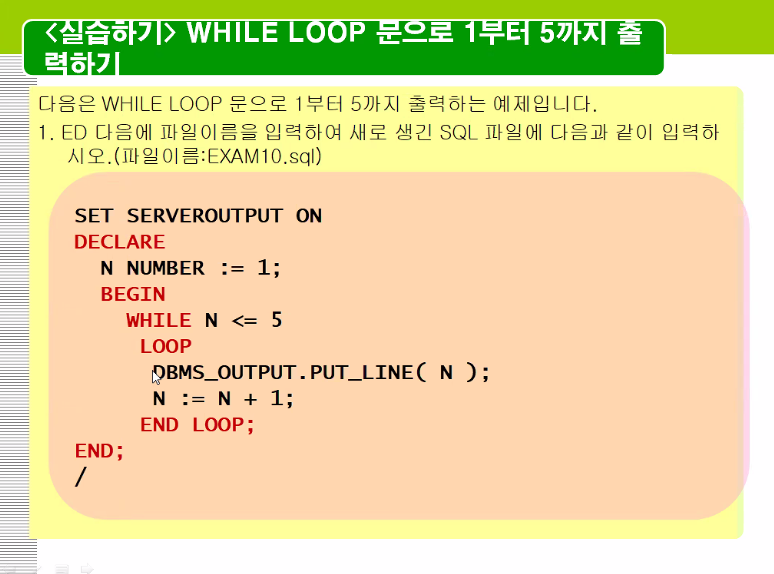 <실습하기> WHILE LOOP 문으로 1부터 5까지 출
력하기
다음은 WHILE LOOP 문으로 1부터 5까지 출력하는 예제입니다.
1. ED 다음에 파일이름을 입력하여 새로 생긴 SQL 파일에 다음과 같이 입력하
시오.(파일이름:EXAM10.sql)
SET SERVEROUTPUT ON
DECLARE
N NUMBER := 1;
BEGIN
WHILE N <= 5
LOOP
DBMS_OUTPUT.PUT_LINE( N );
N := N + 1;
END LOOP;
END;
/